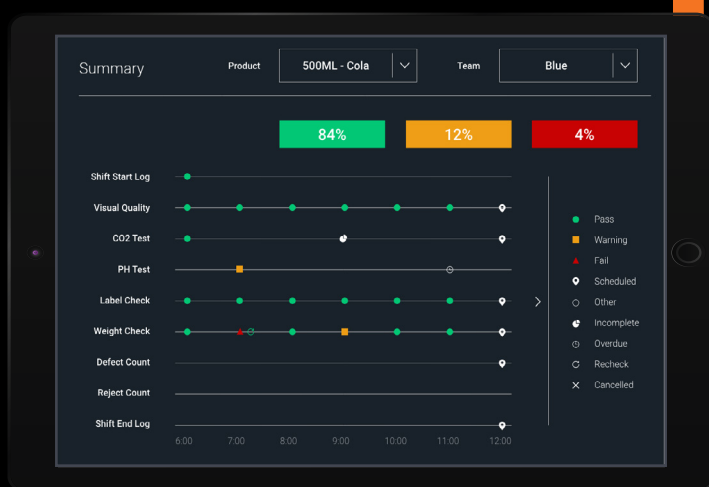 Summary Product 500ML - Cola Team Blue
84% 12% 4%
Shift Start Log
Visual Quality
CO2 Test
PH Test
Label Check
Weight Check
Defect Count
Reject Count
Shift End Log
6:00 7:00 8:00 9:00 10:00 11:00 12:00
Pass
Warning
Fail
Scheduled
Other
Incomplete
Overdue
Recheck
Cancelled